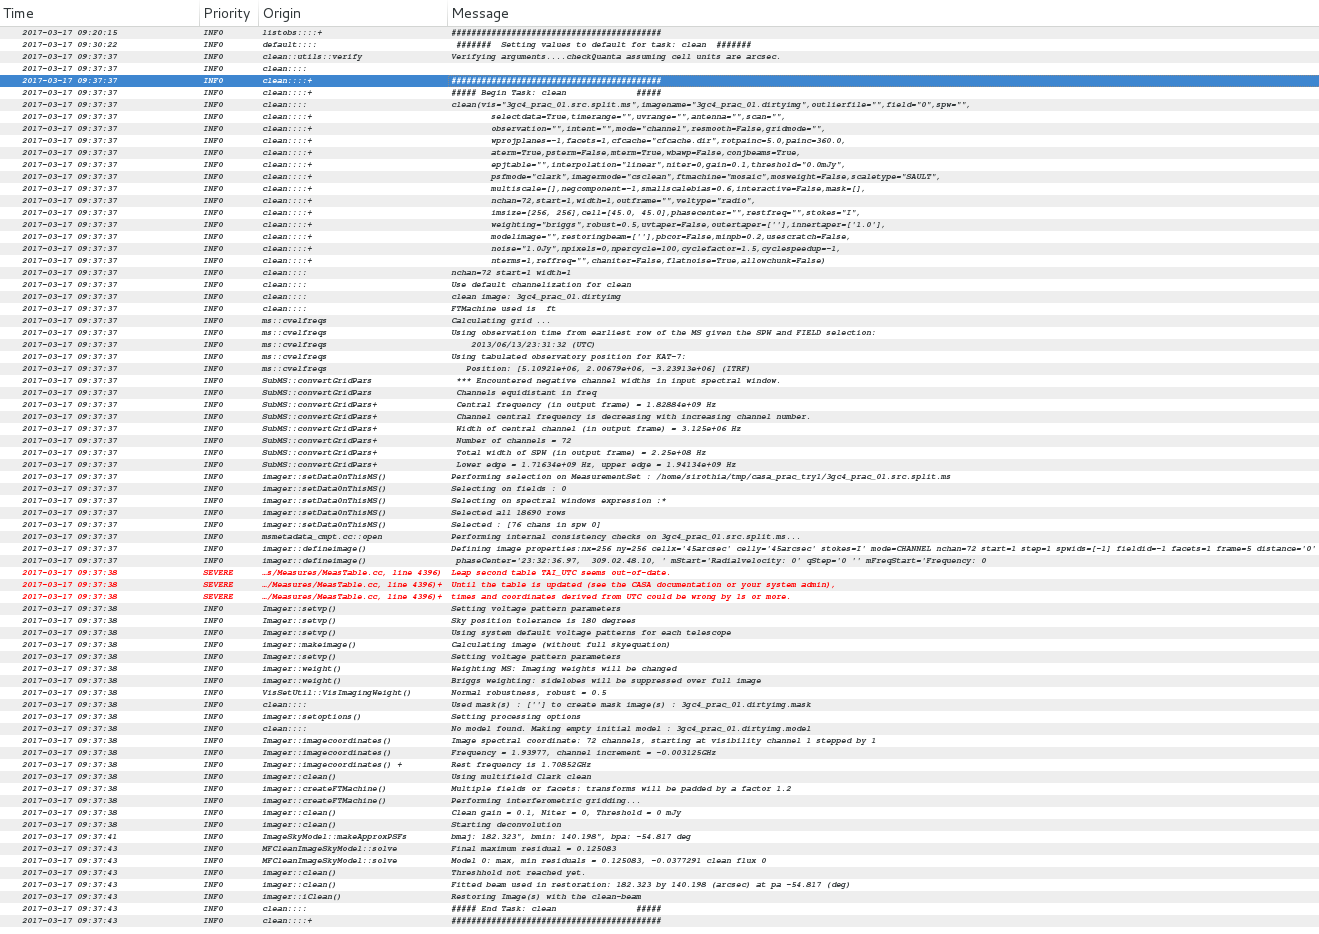 Time Priority Origin Message
2017-03-17 09:20:15 INFO listobs::::+ ##########################################
2017-03-17 09:30:22 INFO default:::: ####### Setting values to default for task: clean #######
2017-03-17 09:37:37 INFO clean::utils::verify Verifying arguments....checkQuanta assuming cell units are arcsec.
2017-03-17 09:37:37 INFO clean::::
2017-03-17 09:37:37 INFO clean::::+ ##########################################
2017-03-17 09:37:37 INFO clean::::+ ##### Begin Task: clean #####
2017-03-17 09:37:37 INFO clean:::: clean(vis="3gc4_prac_01.src.split.ms",imagename="3gc4_prac_01.dirtyimg",outlierfile="",field="0",spw="",
2017-03-17 09:37:37 INFO clean::::+ selectdata=True,timerange="",uvrange="",antenna="",scan="",
2017-03-17 09:37:37 INFO clean::::+ observation="",intent="",mode="channel",resmooth=False,gridmode="",
2017-03-17 09:37:37 INFO clean::::+ wprojplanes=-1,facets=1,cfcache="cfcache.dir",rotpainc=5.0,painc=360.0,
2017-03-17 09:37:37 INFO clean::::+ aterm=True,psterm=False,mterm=True,wbawp=False,conjbeams=True,
2017-03-17 09:37:37 INFO clean::::+ epjtable="",interpolation="linear",niter=0,gain=0.1,threshold="0.0mJy",
2017-03-17 09:37:37 INFO clean::::+ psfmode="clark",imagermode="csclean",ftmachine="mosaic",mosweight=False,scaletype="SAULT",
2017-03-17 09:37:37 INFO clean::::+ multiscale=[],negcomponent=-1,smallscalebias=0.6,interactive=False,mask=[],
2017-03-17 09:37:37 INFO clean::::+ nchan=72,start=1,width=1,outframe="",veltype="radio",
2017-03-17 09:37:37 INFO clean::::+ imsize=[256, 256],cell=[45.0, 45.0],phasecenter="",restfreq="",stokes="I",
2017-03-17 09:37:37 INFO clean::::+ weighting="briggs",robust=0.5,uvtaper=False,outertaper=[''],innertaper=['1.0'],
2017-03-17 09:37:37 INFO clean::::+ modelimage="",restoringbeam=[''],pbcor=False,minpb=0.2,usescratch=False,
2017-03-17 09:37:37 INFO clean::::+ noise="1.0Jy",npixels=0,npercycle=100,cyclefactor=1.5,cyclespeedup=-1,
2017-03-17 09:37:37 INFO clean::::+ nterms=1,reffreq="",chaniter=False,flatnoise=True,allowchunk=False)
2017-03-17 09:37:37 INFO clean:::: nchan=72 start=1 width=1
2017-03-17 09:37:37 INFO clean:::: Use default channelization for clean
2017-03-17 09:37:37 INFO clean:::: clean image: 3gc4_prac_01.dirtyimg
2017-03-17 09:37:37 INFO clean:::: FTMachine used is ft
2017-03-17 09:37:37 INFO ms::cvelfreqs Calculating grid ...
2017-03-17 09:37:37 INFO ms::cvelfreqs Using observation time from earliest row of the MS given the SPW and FIELD selection:
2017-03-17 09:37:37 INFO ms::cvelfreqs 2013/06/13/23:31:32 (UTC)
2017-03-17 09:37:37 INFO ms::cvelfreqs Using tabulated observatory position for KAT-7:
2017-03-17 09:37:37 INFO ms::cvelfreqs Position: [5.10921e+06, 2.00679e+06, -3.23913e+06] (ITRF)
2017-03-17 09:37:37 INFO SubMS::convertGridPars *** Encountered negative channel widths in input spectral window.
2017-03-17 09:37:37 INFO SubMS::convertGridPars Channels equidistant in freq
2017-03-17 09:37:37 INFO SubMS::convertGridPars+ Central frequency (in output frame) = 1.82884e+09 Hz
2017-03-17 09:37:37 INFO SubMS::convertGridPars+ Channel central frequency is decreasing with increasing channel number.
2017-03-17 09:37:37 INFO SubMS::convertGridPars+ Width of central channel (in output frame) = 3.125e+06 Hz
2017-03-17 09:37:37 INFO SubMS::convertGridPars+ Number of channels = 72
2017-03-17 09:37:37 INFO SubMS::convertGridPars+ Total width of SPW (in output frame) = 2.25e+08 Hz
2017-03-17 09:37:37 INFO SubMS::convertGridPars+ Lower edge = 1.71634e+09 Hz, upper edge = 1.94134e+09 Hz
2017-03-17 09:37:37 INFO imager::setDataOnThisMS() Performing selection on MeasurementSet : /home/sirothia/tmp/casa_prac_try1/3gc4_prac_01.src.split.ms
2017-03-17 09:37:37 INFO imager::setDataOnThisMS() Selecting on fields : 0
2017-03-17 09:37:37 INFO imager::setDataOnThisMS() Selecting on spectral windows expression :*
2017-03-17 09:37:37 INFO imager::setDataOnThisMS() Selected all 18690 rows
2017-03-17 09:37:37 INFO imager::setDataOnThisMS() Selected : [76 chans in spw 0]
2017-03-17 09:37:37 INFO msmetadata_cmpt.cc::open Performing internal consistency checks on 3gc4_prac_01.src.split.ms...
2017-03-17 09:37:37 INFO imager::defineimage() Defining image properties:nx=256 ny=256 cellx='45arcsec' celly='45arcsec' stokes=I' mode=CHANNEL nchan=72 start=1 step=1 spwids=[-1] fieldid=-1 facets=1 frame=5 distance='0'
2017-03-17 09:37:37 INFO imager::defineimage() phaseCenter='23:32:36.97, 309.02.48.10, ' mStart='Radialvelocity: 0' qStep='0 '' mFreqStart='Frequency: 0
2017-03-17 09:37:38 SEVERE …s/Measures/MeasTable.cc, line 4396) Leap second table TAI_UTC seems out-of-date.
2017-03-17 09:37:38 SEVERE …/Measures/MeasTable.cc, line 4396)+ Until the table is updated (see the CASA documentation or your system admin),
2017-03-17 09:37:38 SEVERE …/Measures/MeasTable.cc, line 4396)+ times and coordinates derived from UTC could be wrong by 1s or more.
2017-03-17 09:37:38 INFO Imager::setvp() Setting voltage pattern parameters
2017-03-17 09:37:38 INFO Imager::setvp() Sky position tolerance is 180 degrees
2017-03-17 09:37:38 INFO Imager::setvp() Using system default voltage patterns for each telescope
2017-03-17 09:37:38 INFO imager::makeimage() Calculating image (without full skyequation)
2017-03-17 09:37:38 INFO Imager::setvp() Setting voltage pattern parameters
2017-03-17 09:37:38 INFO imager::weight() Weighting MS: Imaging weights will be changed
2017-03-17 09:37:38 INFO imager::weight() Briggs weighting: sidelobes will be suppressed over full image
2017-03-17 09:37:38 INFO VisSetUtil::VisImagingWeight() Normal robustness, robust = 0.5
2017-03-17 09:37:38 INFO clean:::: Used mask(s) : [''] to create mask image(s) : 3gc4_prac_01.dirtyimg.mask
2017-03-17 09:37:38 INFO imager::setoptions() Setting processing options
2017-03-17 09:37:38 INFO clean:::: No model found. Making empty initial model : 3gc4_prac_01.dirtyimg.model
2017-03-17 09:37:38 INFO Imager::imagecoordinates() Image spectral coordinate: 72 channels, starting at visibility channel 1 stepped by 1
2017-03-17 09:37:38 INFO Imager::imagecoordinates() Frequency = 1.93977, channel increment = -0.003125GHz
2017-03-17 09:37:38 INFO Imager::imagecoordinates() + Rest frequency is 1.70852GHz
2017-03-17 09:37:38 INFO imager::clean() Using multifield Clark clean
2017-03-17 09:37:38 INFO imager::createFTMachine() Multiple fields or facets: transforms will be padded by a factor 1.2
2017-03-17 09:37:38 INFO imager::createFTMachine() Performing interferometric gridding...
2017-03-17 09:37:38 INFO imager::clean() Clean gain = 0.1, Niter = 0, Threshold = 0 mJy
2017-03-17 09:37:38 INFO imager::clean() Starting deconvolution
2017-03-17 09:37:41 INFO ImageSkyModel::makeApproxPSFs bmaj: 182.323", bmin: 140.198", bpa: -54.817 deg
2017-03-17 09:37:43 INFO MFCleanImageSkyModel::solve Final maximum residual = 0.125083
2017-03-17 09:37:43 INFO MFCleanImageSkyModel::solve Model 0: max, min residuals = 0.125083, -0.0377291 clean flux 0
2017-03-17 09:37:43 INFO imager::clean() Threshhold not reached yet.
2017-03-17 09:37:43 INFO imager::clean() Fitted beam used in restoration: 182.323 by 140.198 (arcsec) at pa -54.817 (deg)
2017-03-17 09:37:43 INFO imager::iClean() Restoring Image(s) with the clean-beam
2017-03-17 09:37:43 INFO clean:::: ##### End Task: clean #####
2017-03-17 09:37:43 INFO clean::::+ ##########################################